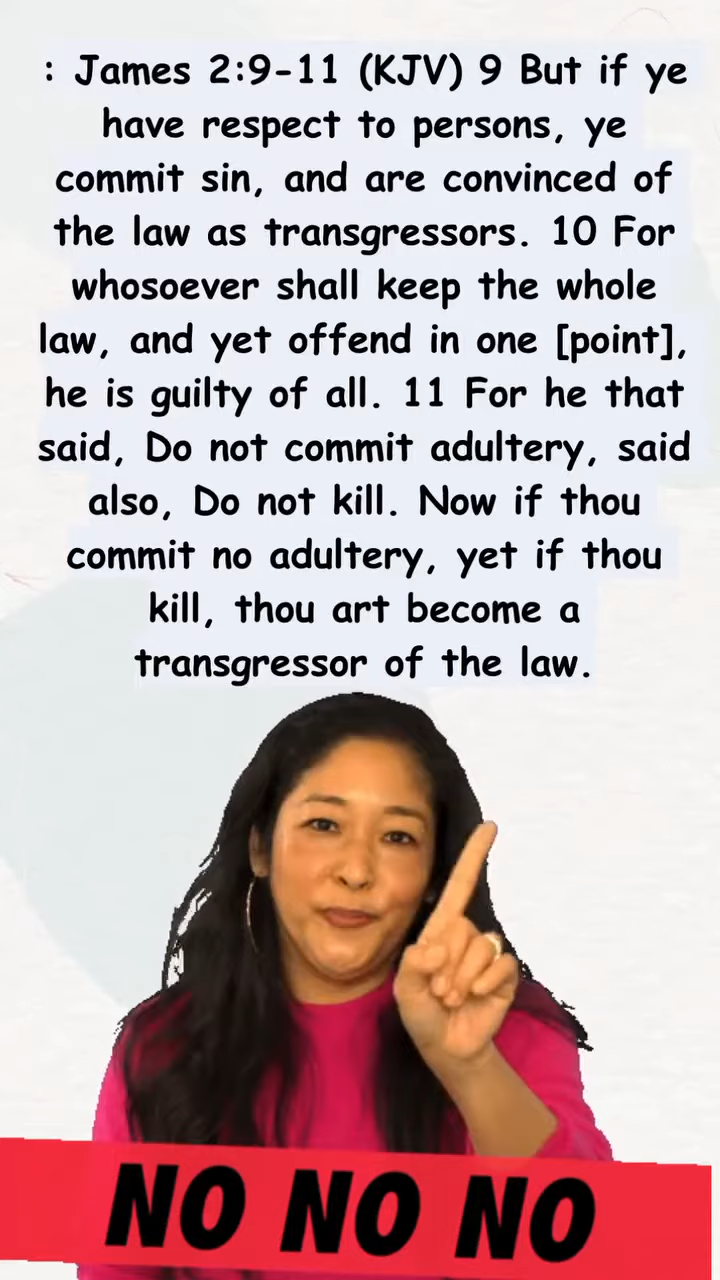 : James 2:9-11 (KJV) 9 But if ye
have respect to persons, ye
commit sin, and are convinced of
the law as transgressors. 10 For
whosoever shall keep the whole
law, and yet offend in one [point],
he is guilty of all. 11 For he that
said, Do not commit adultery, said
also, Do not kill. Now if thou
commit no adultery, yet if thou
kill, thou art become a
transgressor of the law.
NO NO NO